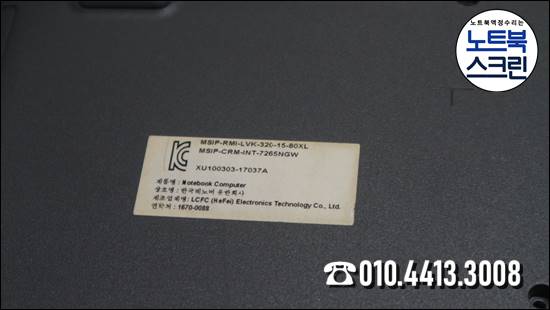 노트북액정수리는
노트북
스크린
MSIP-RMI-LVK-320-15-80XL
MSIP-CRM-INT-7265NGW
XU100303-17037A
제품명 : Notebook Computer
상호명 : 한국레노버 유한회사
제조업체명: LCFC (HeFei) Electronics Technology Co., Ltd.
연락처 : 1670-0088
☎010.4413.3008